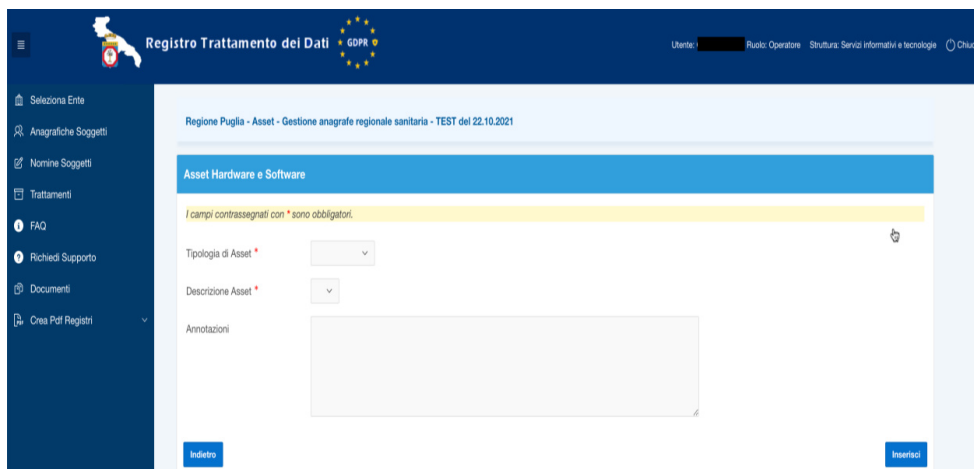 Registro Trattamento dei Dati GDPR
Utente: Ruolo: Operatore Struttura: Servizi informativi e tecnologie
Seleziona Ente
Anagrafiche Soggetti
Nomine Soggetti
Trattamenti
FAQ
Richiedi Supporto
Documenti
Crea Pdf Registri
Regione Puglia - Asset - Gestione anagrafe regionale sanitaria - TEST del 22.10.2021
Asset Hardware e Software
I campi contrassegnati con * sono obbligatori.
Tipologia di Asset *
Descrizione Asset *
Annotazioni
Indietro
Inserisci